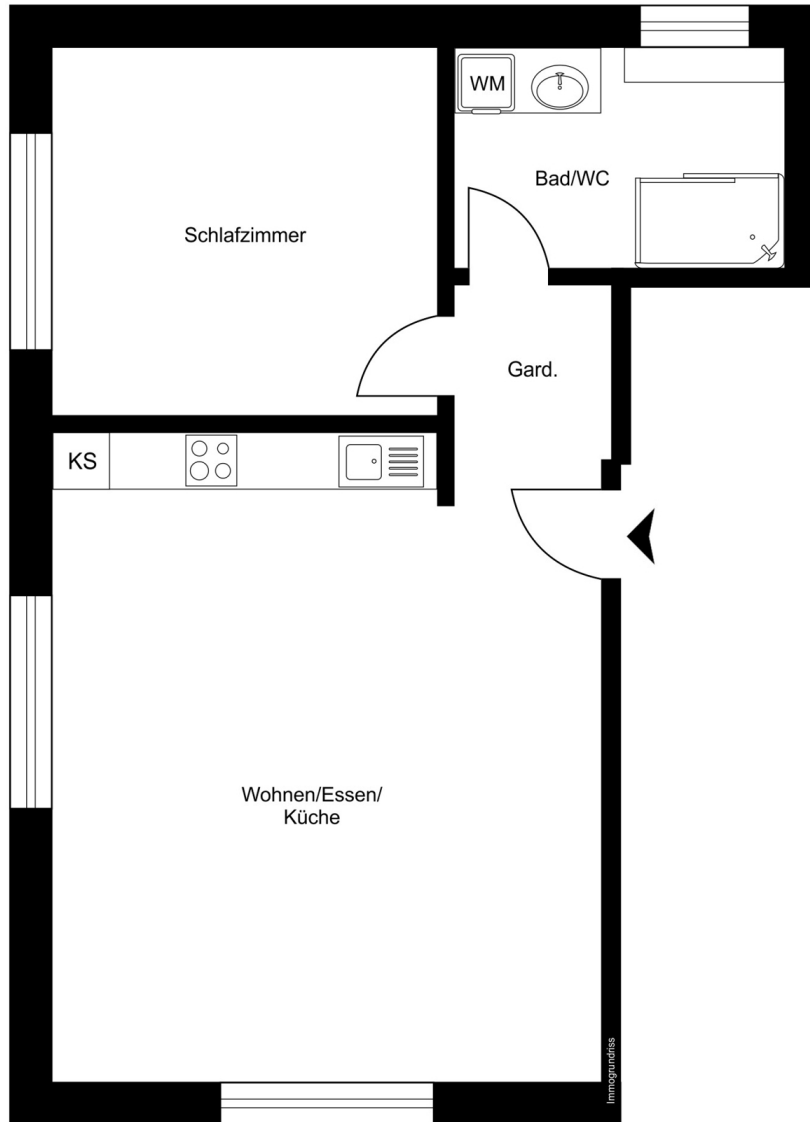 WM
Bad/WC
Schlafzimmer
Gard.
KS
Wohnen/Essen/
Küche
Immogrundriss